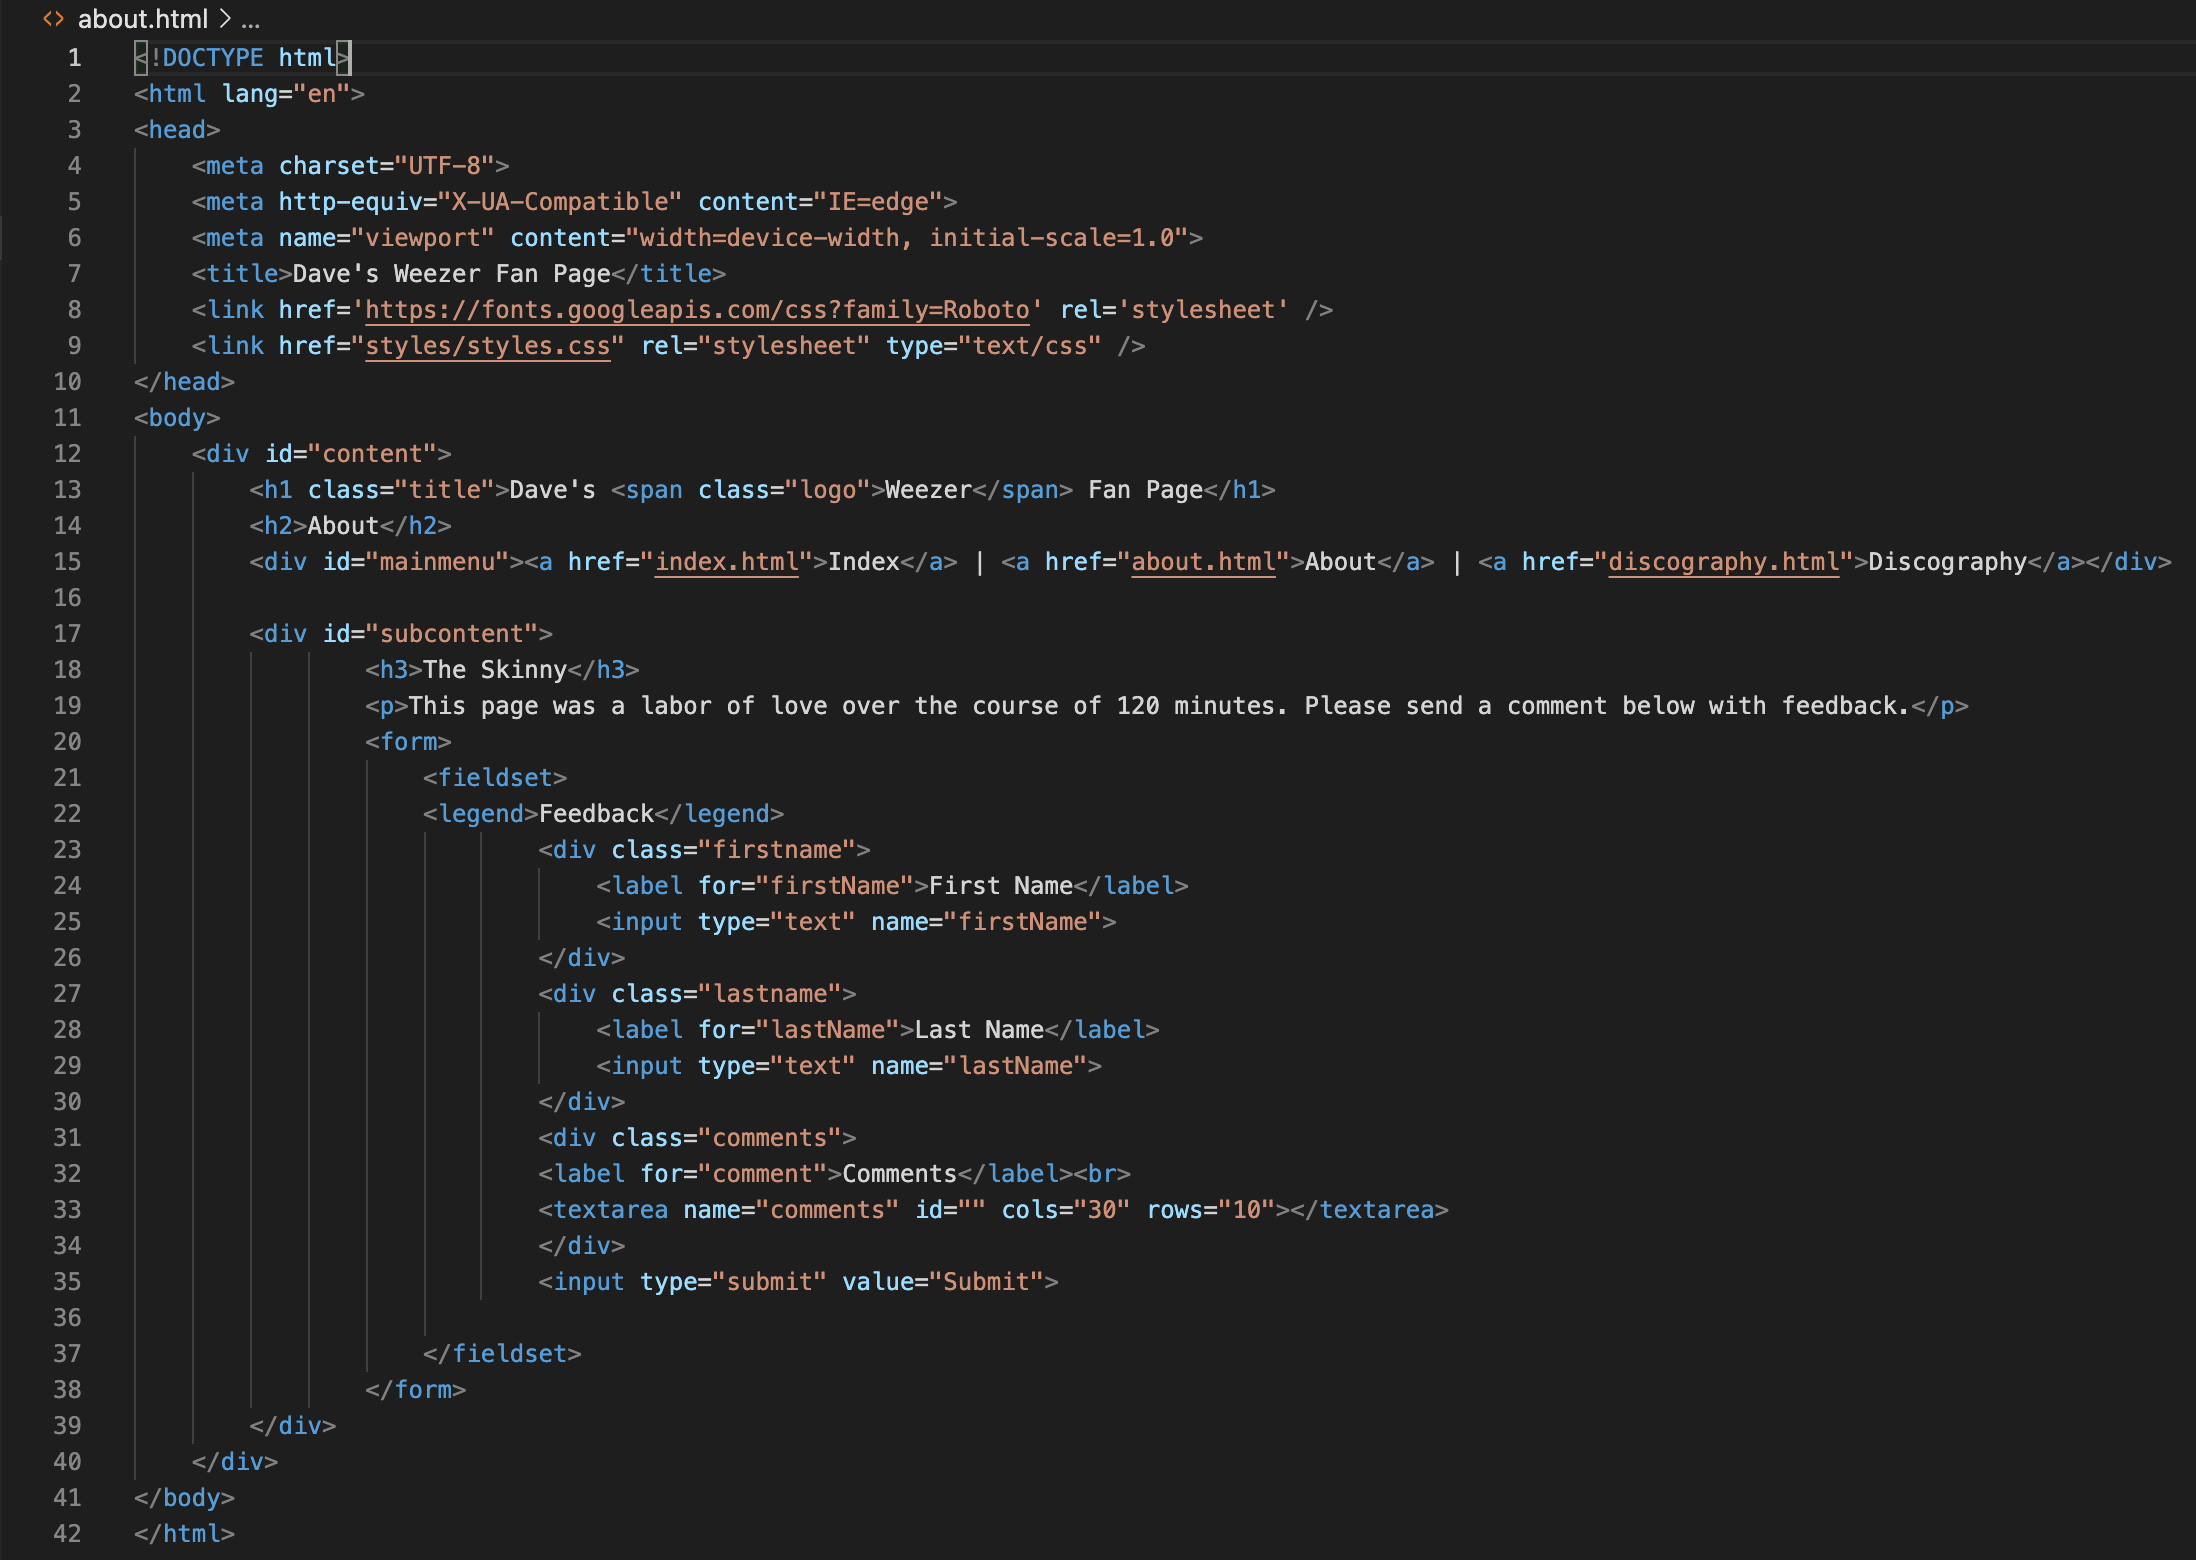 about.html > ...
1 <!DOCTYPE html>
2 <html lang="en">
3 <head>
4     <meta charset="UTF-8">
5     <meta http-equiv="X-UA-Compatible" content="IE=edge">
6     <meta name="viewport" content="width=device-width, initial-scale=1.0">
7     <title>Dave's Weezer Fan Page</title>
8     <link href='https://fonts.googleapis.com/css?family=Roboto' rel='stylesheet' />
9     <link href="styles/styles.css" rel="stylesheet" type="text/css" />
10 </head>
11 <body>
12     <div id="content">
13         <h1 class="title">Dave's <span class="logo">Weezer</span> Fan Page</h1>
14         <h2>About</h2>
15         <div id="mainmenu"><a href="index.html">Index</a> | <a href="about.html">About</a> | <a href="discography.html">Discography</a></div>
16
17         <div id="subcontent">
18                 <h3>The Skinny</h3>
19                 <p>This page was a labor of love over the course of 120 minutes. Please send a comment below with feedback.</p>
20                 <form>
21                     <fieldset>
22                     <legend>Feedback</legend>
23                             <div class="firstname">
24                                 <label for="firstName">First Name</label>
25                                 <input type="text" name="firstName">
26                             </div>
27                             <div class="lastname">
28                                 <label for="lastName">Last Name</label>
29                                 <input type="text" name="lastName">
30                             </div>
31                             <div class="comments">
32                             <label for="comment">Comments</label><br>
33                             <textarea name="comments" id="" cols="30" rows="10"></textarea>
34                             </div>
35                             <input type="submit" value="Submit">
36
37                     </fieldset>
38                 </form>
39         </div>
40     </div>
41 </body>
42 </html>